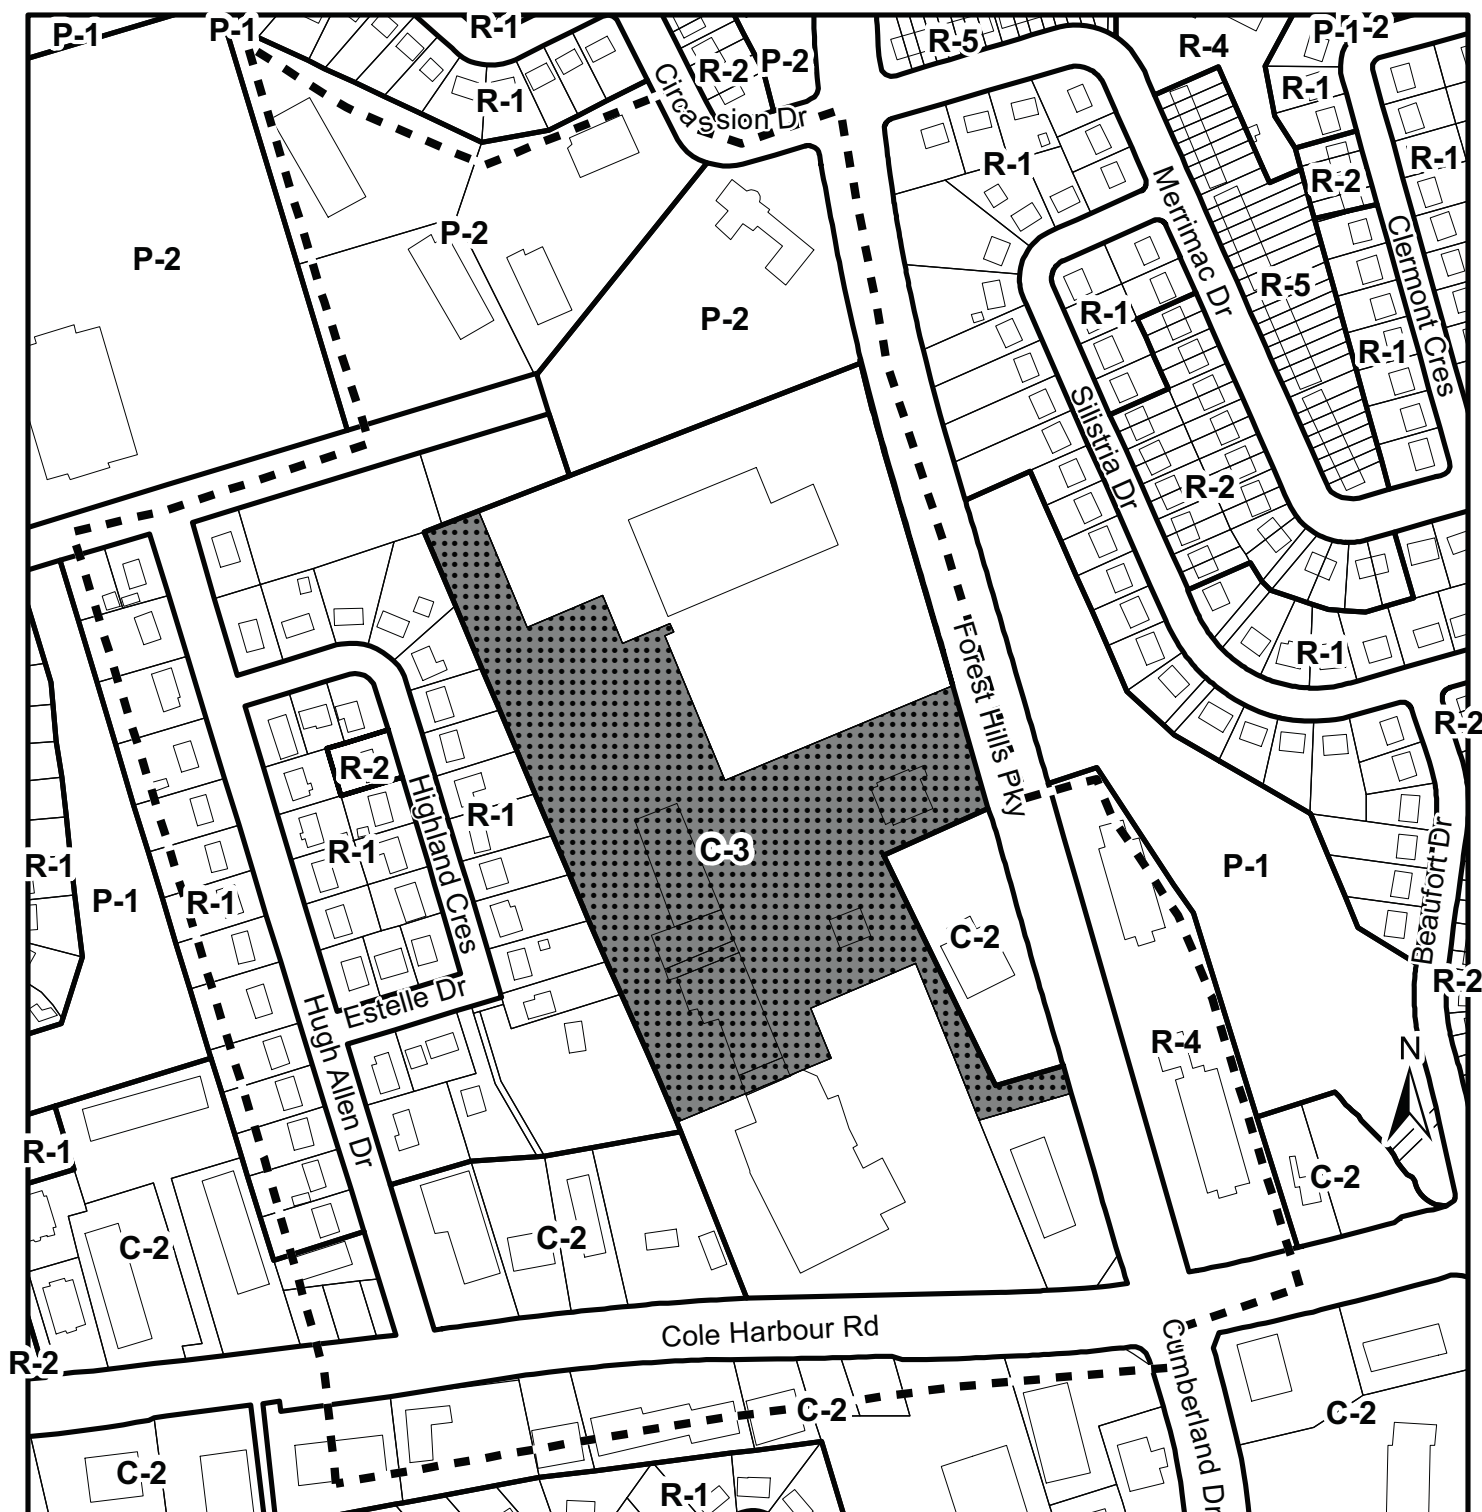 P-1
P-1
R-1
R-5
R-4
P-1-2
R-2
P-2
R-1
R-1
Circassion Dr
R-1
R-1
R-2
P-2
P-2
Merrimac Dr
R-5
Clermont Cres
P-2
R-1
R-1
Silistria Dr
R-2
Forest Hills Pky
R-1
R-2
R-2
Highland Cres
R-1
R-1
C-3
R-1
P-1
P-1
R-1
Beaufort Dr
C-2
R-2
Estelle Dr
Hugh Allen Dr
R-4
N
R-1
C-2
C-2
C-2
Cole Harbour Rd
Cumberland Dr
R-2
C-2
C-2
C-2
R-1